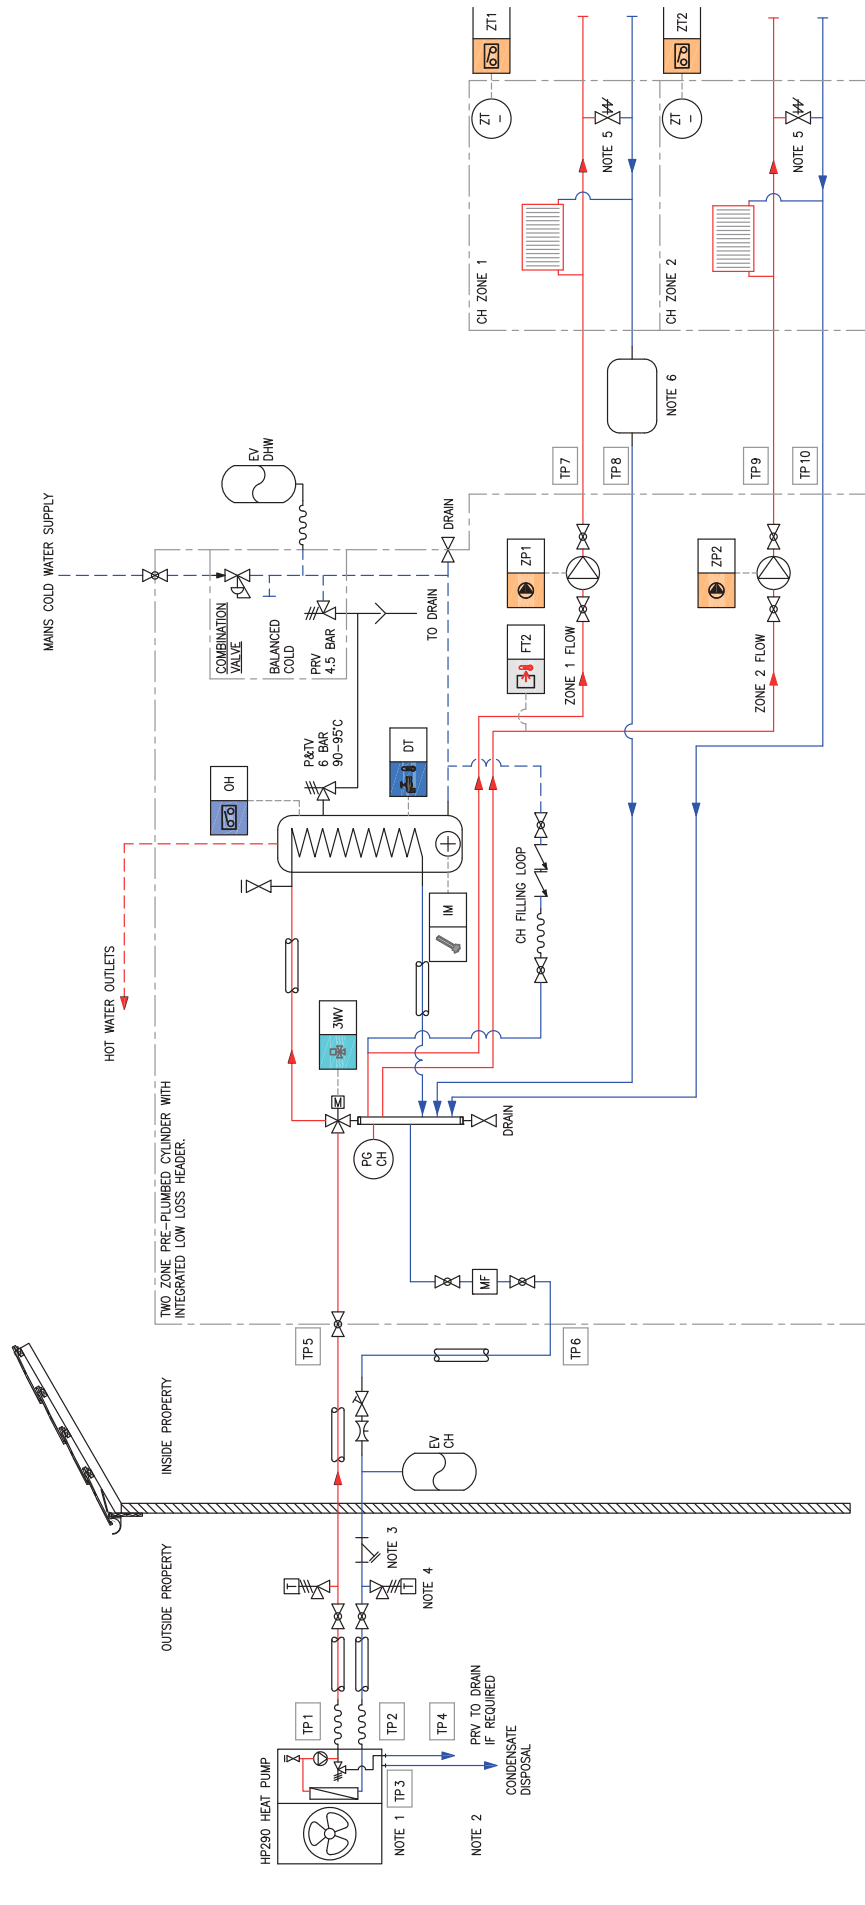 HP290 HEAT PUMP
NOTE 1
NOTE 2
TP1
TP2
TP3
TP4
PRV TO DRAIN
IF REQUIRED
CONDENSATE
DISPOSAL
OUTSIDE PROPERTY
INSIDE PROPERTY
T
T
NOTE 4
NOTE 3
EV
CH
TP5
TP6
TWO ZONE PRE-PLUMBED CYLINDER WITH
INTEGRATED LOW LOSS HEADER.
MF
PG
CH
M
3WV
DRAIN
HOT WATER OUTLETS
IM
CH FILLING LOOP
OH
DT
P&TV
6 BAR
90-95°C
COMBINATION
VALVE
BALANCED
COLD
PRV
4.5 BAR
TO DRAIN
MAINS COLD WATER SUPPLY
EV
DHW
DRAIN
FT2
ZONE 1 FLOW
ZONE 2 FLOW
ZP1
ZP2
TP7
TP8
TP9
TP10
NOTE 6
CH ZONE 1
CH ZONE 2
NOTE 5
NOTE 5
ZT
-
ZT
-
ZT1
ZT2